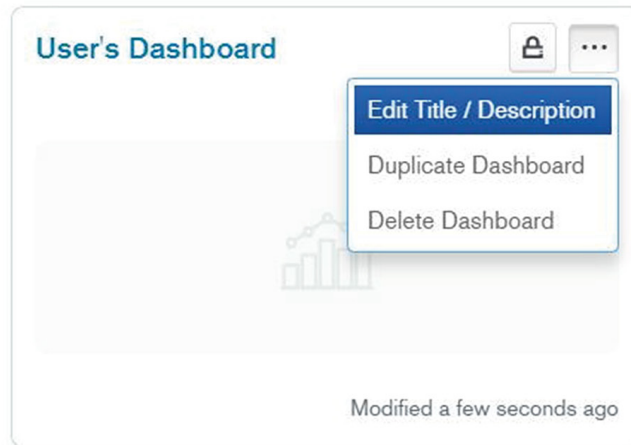 User's Dashboard
Edit Title / Description
Duplicate Dashboard
Delete Dashboard
Modified a few seconds ago